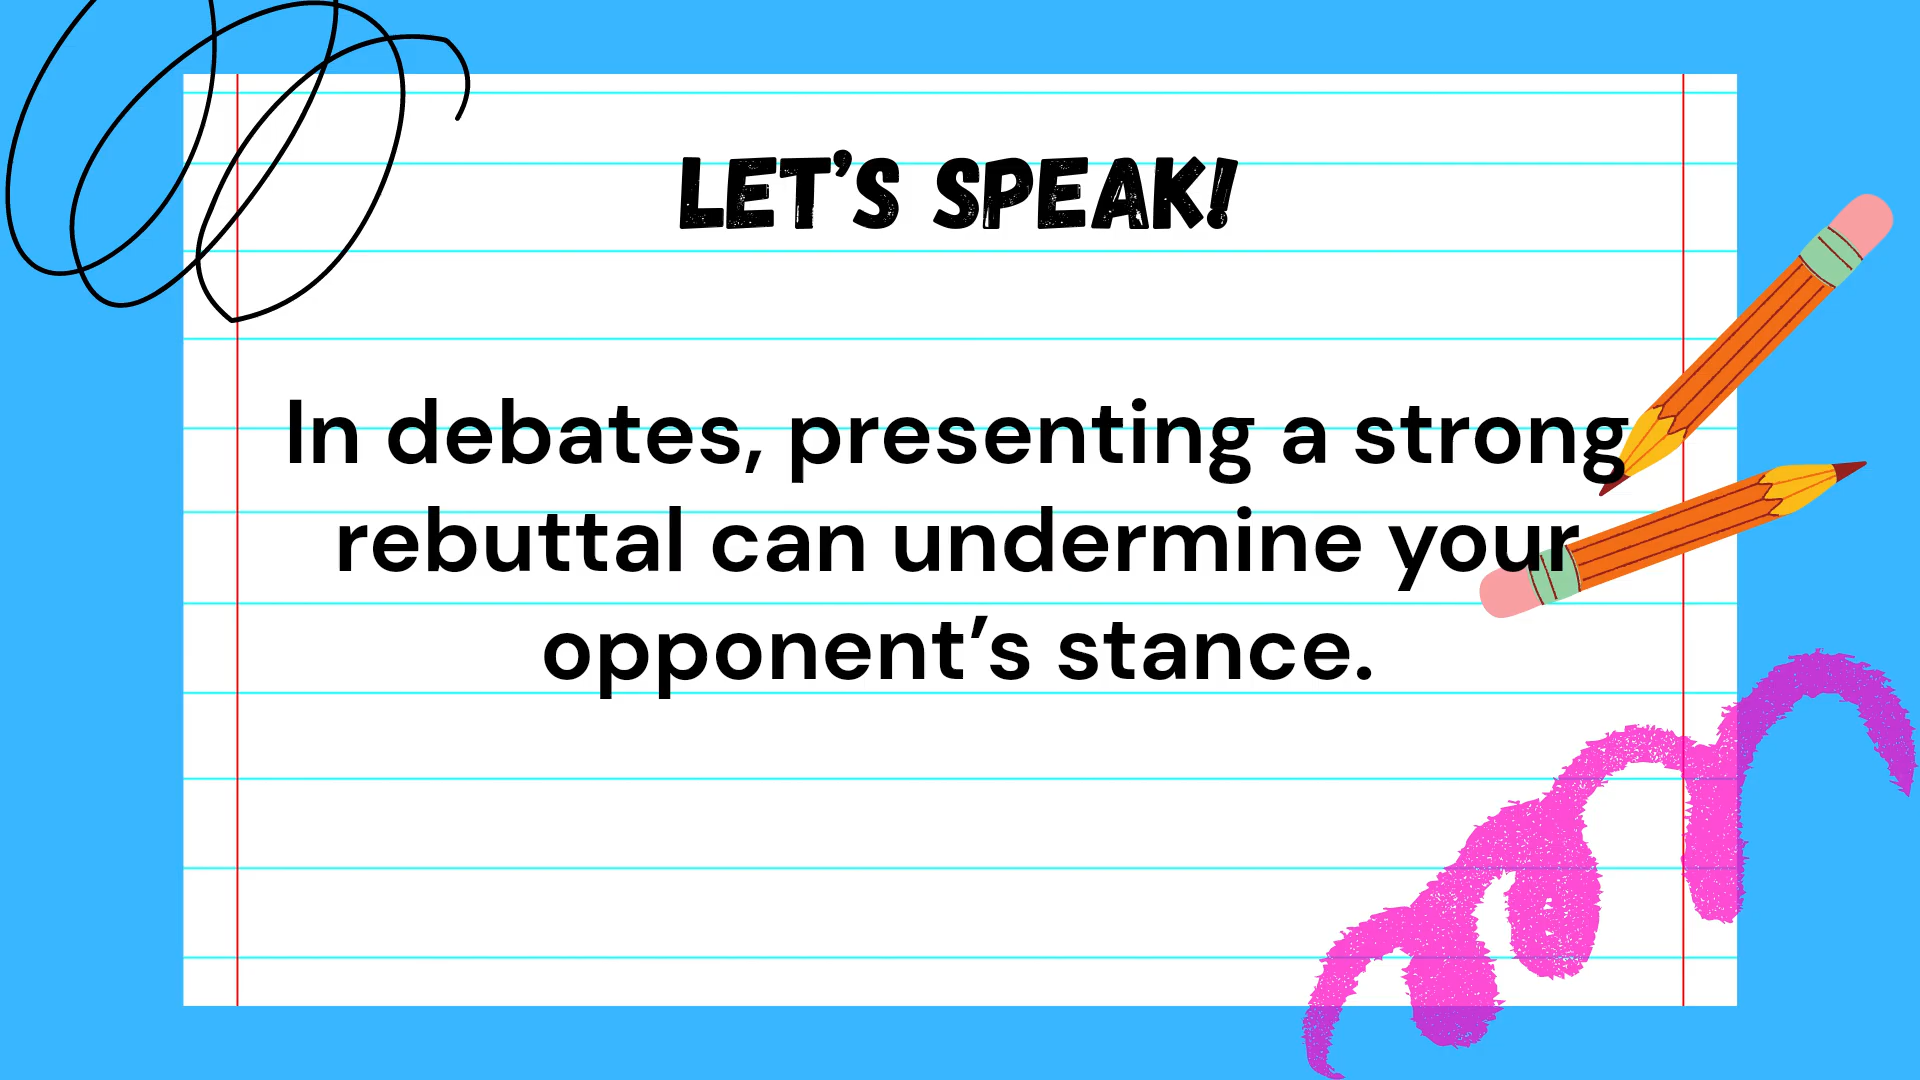 LET’S SPEAK!
In debates, presenting a strong
rebuttal can undermine your
opponent’s stance.